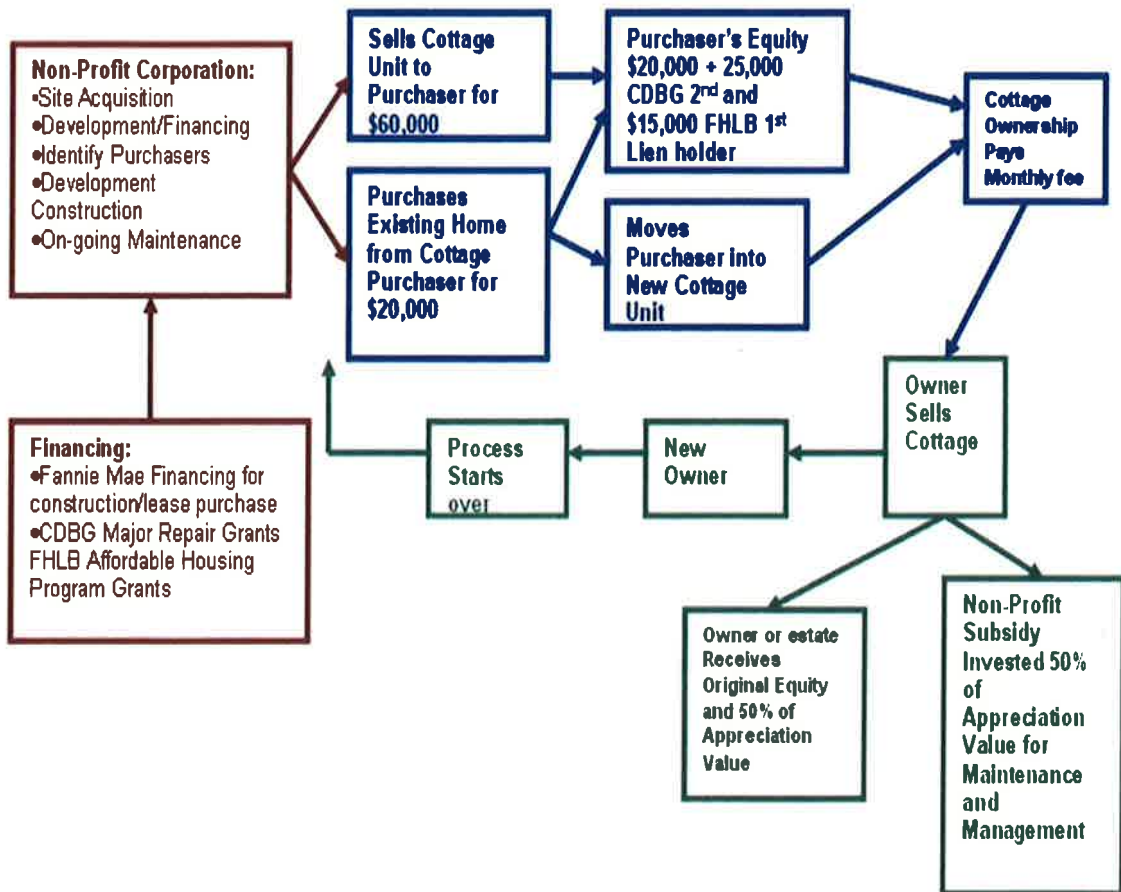 Non-Profit Corporation:
•Site Acquisition
•Development/Financing
•Identify Purchasers
•Development
Construction
•On-going Maintenance
Sells Cottage
Unit to
Purchaser for
$60,000
Purchaser's Equity
$20,000 + 25,000
CDBG 2nd and
$15,000 FHLB 1st
Lien holder
Cottage
Ownership
Pays
Monthly fee
Purchases
Existing Home
from Cottage
Purchaser for
$20,000
Moves
Purchaser into
New Cottage
Unit
Owner
Sells
Cottage
New
Owner
Process
Starts
over
Financing:
•Fannie Mae Financing for
construction/lease purchase
•CDBG Major Repair Grants
FHLB Affordable Housing
Program Grants
Owner or estate
Receives
Original Equity
and 50% of
Appreciation
Value
Non-Profit
Subsidy
Invested 50%
of
Appreciation
Value for
Maintenance
and
Management